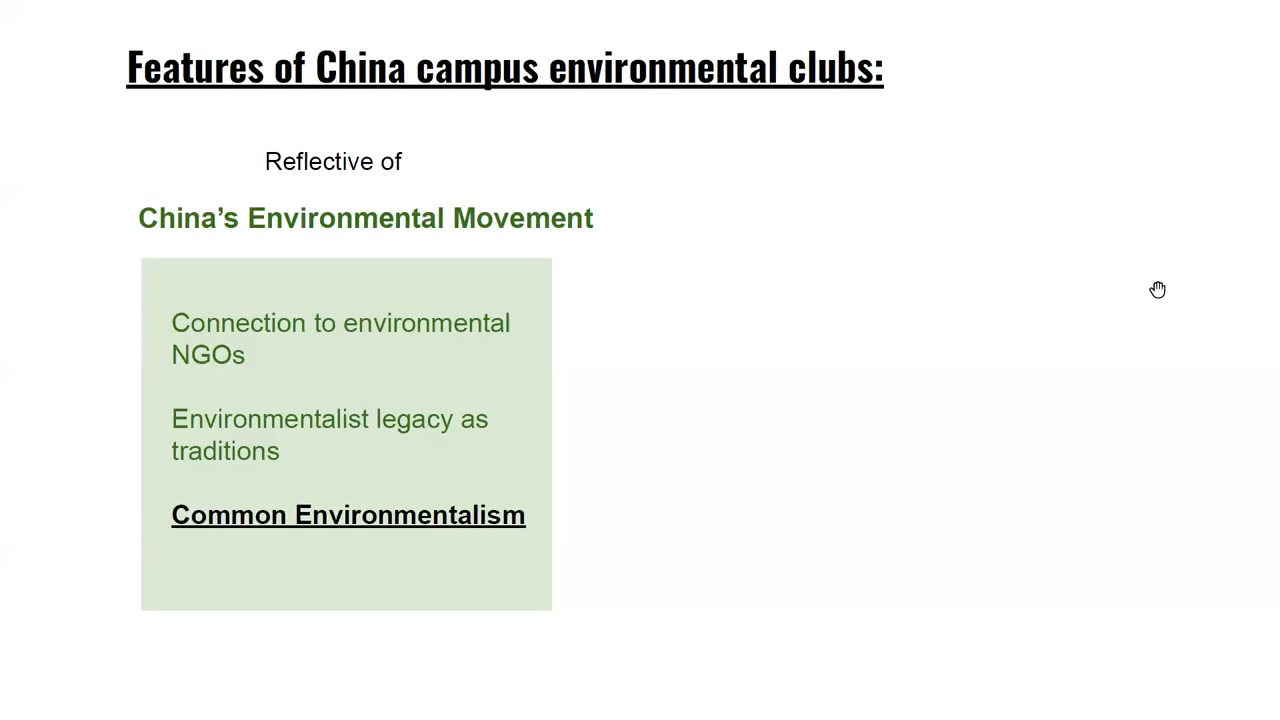 Features of China campus environmental clubs:
Reflective of
China’s Environmental Movement
Connection to environmental
NGOs
Environmentalist legacy as
traditions
Common Environmentalism